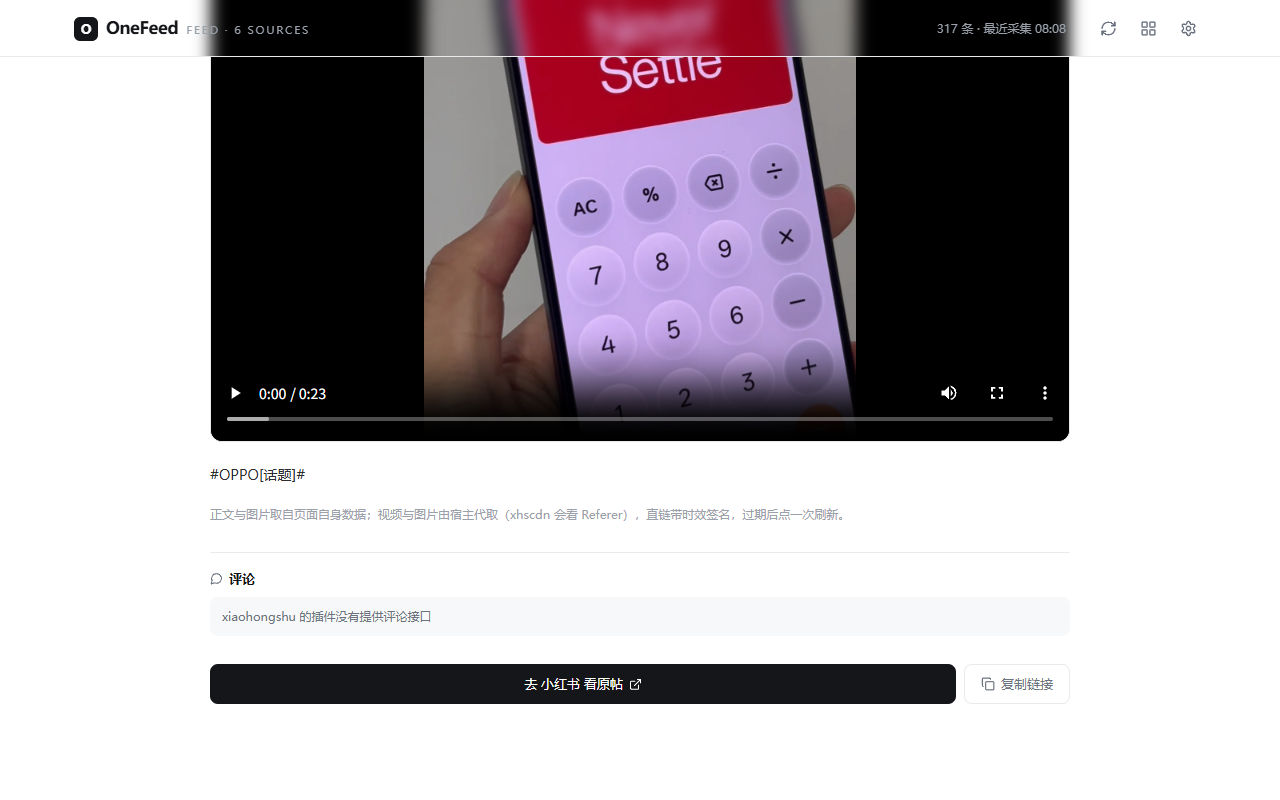 O OneFeed FEED · 6 SOURCES
317 条 · 最近采集 08:08
Never
Settle
AC % ÷
7 8 9 ×
4 5 6 −
1 2 3 +
0:00 / 0:23
#OPPO[话题]#
正文与图片取自页面自身数据；视频与图片由宿主代取（xhscdn 会看 Referer），直链带时效签名，过期后点一次刷新。
评论
xiaohongshu 的插件没有提供评论接口
去 小红书 看原帖
复制链接